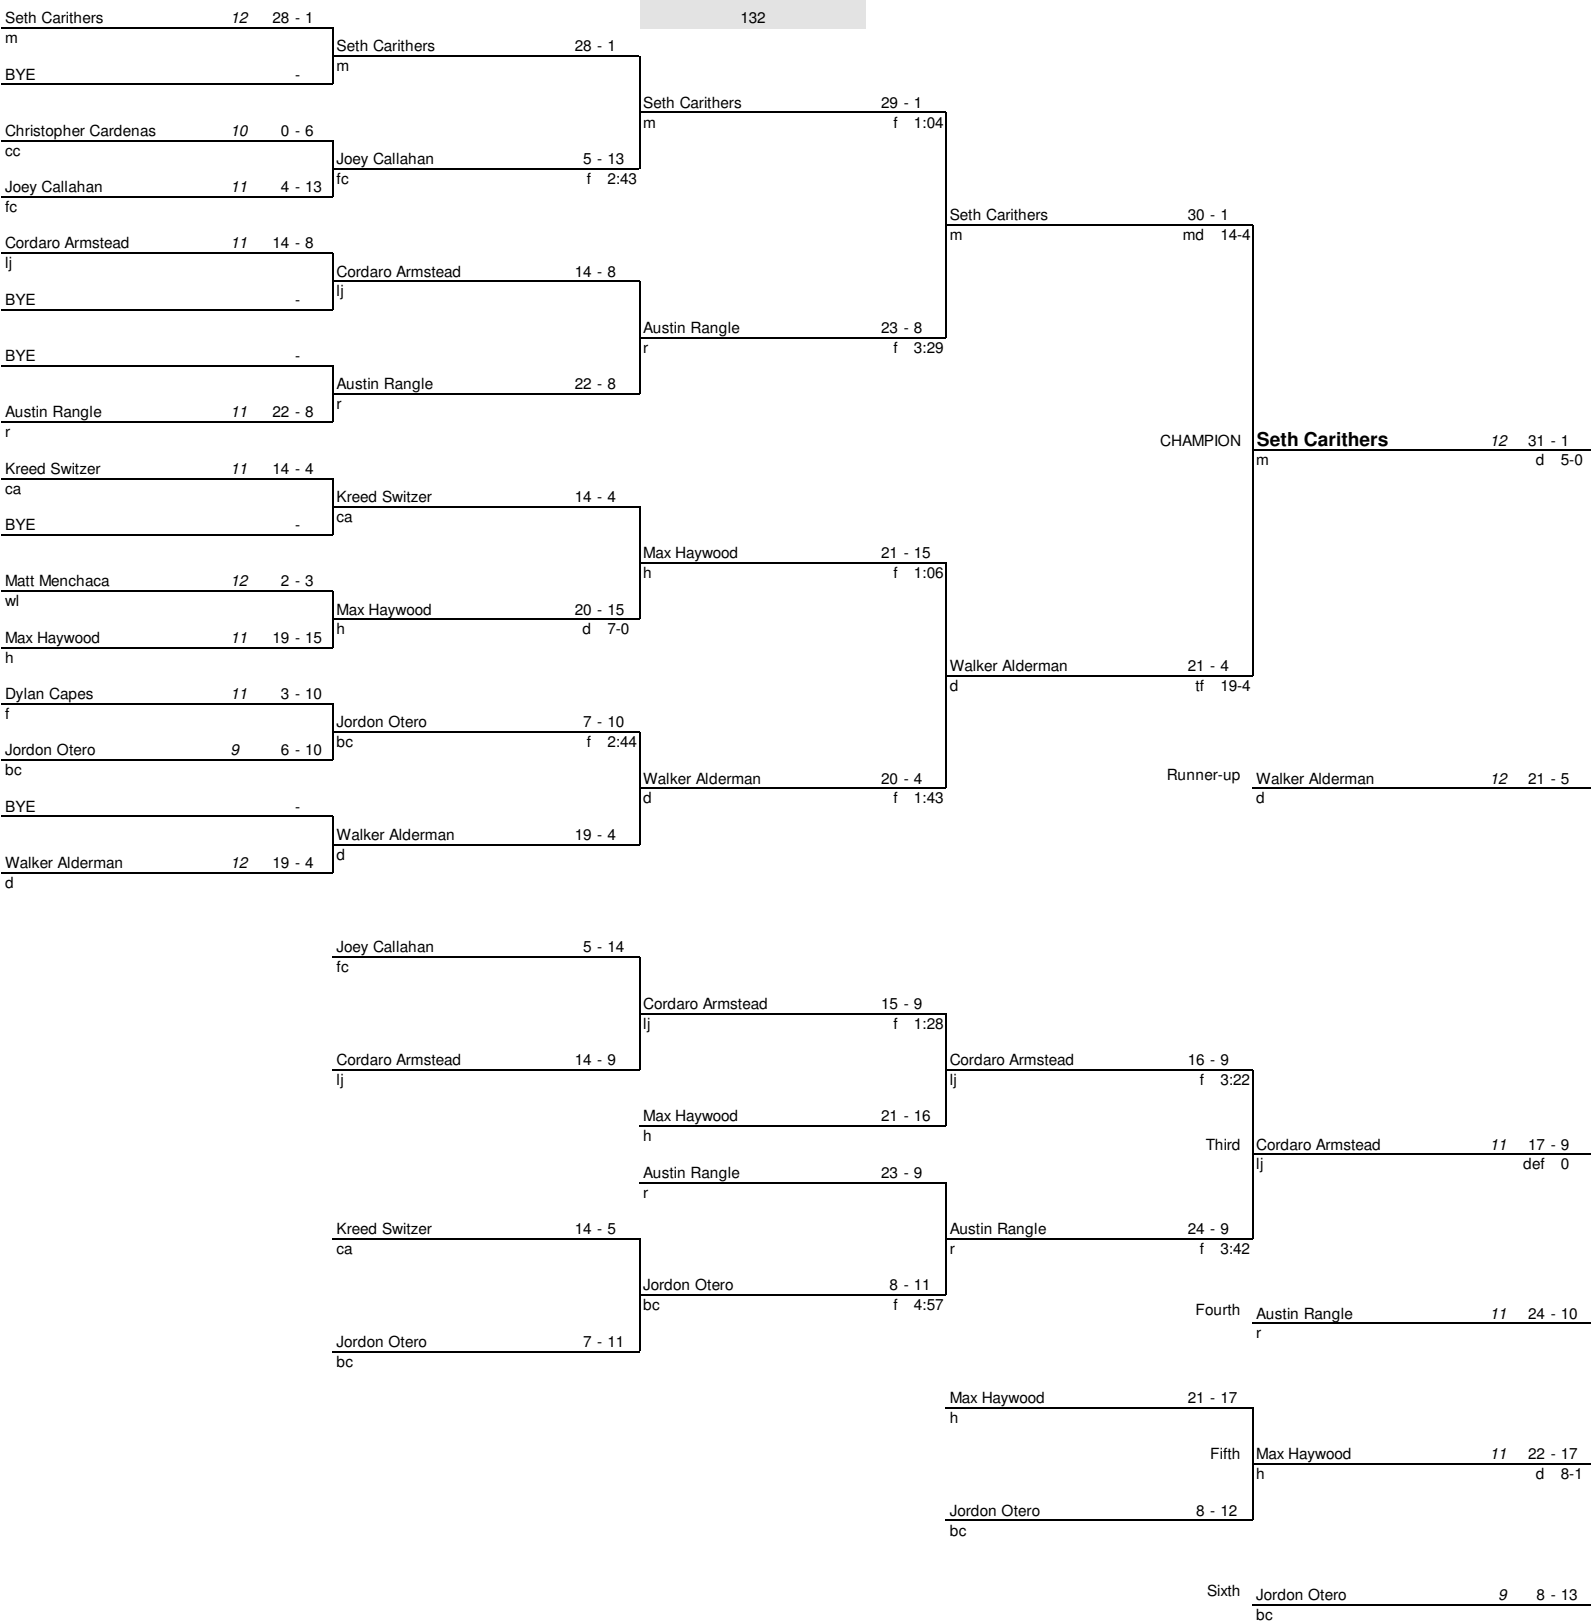 132
Seth Carithers 12 28 - 1
m
BYE -
Christopher Cardenas 10 0 - 6
cc
Joey Callahan 11 4 - 13
fc
Cordaro Armstead 11 14 - 8
lj
BYE -
BYE -
Austin Rangle 11 22 - 8
r
Kreed Switzer 11 14 - 4
ca
BYE -
Matt Menchaca 12 2 - 3
wl
Max Haywood 11 19 - 15
h
Dylan Capes 11 3 - 10
f
Jordon Otero 9 6 - 10
bc
BYE -
Walker Alderman 12 19 - 4
d
Seth Carithers 28 - 1
m
Joey Callahan 5 - 13
fc f 2:43
Cordaro Armstead 14 - 8
lj
Austin Rangle 22 - 8
r
Kreed Switzer 14 - 4
ca
Max Haywood 20 - 15
h d 7-0
Jordon Otero 7 - 10
bc f 2:44
Walker Alderman 19 - 4
d
Seth Carithers 29 - 1
m f 1:04
Austin Rangle 23 - 8
r f 3:29
Max Haywood 21 - 15
h f 1:06
Walker Alderman 20 - 4
d f 1:43
Seth Carithers 30 - 1
m md 14-4
Walker Alderman 21 - 4
d tf 19-4
CHAMPION Seth Carithers 12 31 - 1
m d 5-0
Runner-up Walker Alderman 12 21 - 5
d
Joey Callahan 5 - 14
fc
Cordaro Armstead 14 - 9
lj
Kreed Switzer 14 - 5
ca
Jordon Otero 7 - 11
bc
Cordaro Armstead 15 - 9
lj f 1:28
Max Haywood 21 - 16
h
Austin Rangle 23 - 9
r
Jordon Otero 8 - 11
bc f 4:57
Cordaro Armstead 16 - 9
lj f 3:22
Austin Rangle 24 - 9
r f 3:42
Third Cordaro Armstead 11 17 - 9
lj def 0
Fourth Austin Rangle 11 24 - 10
r
Max Haywood 21 - 17
h
Jordon Otero 8 - 12
bc
Fifth Max Haywood 11 22 - 17
h d 8-1
Sixth Jordon Otero 9 8 - 13
bc